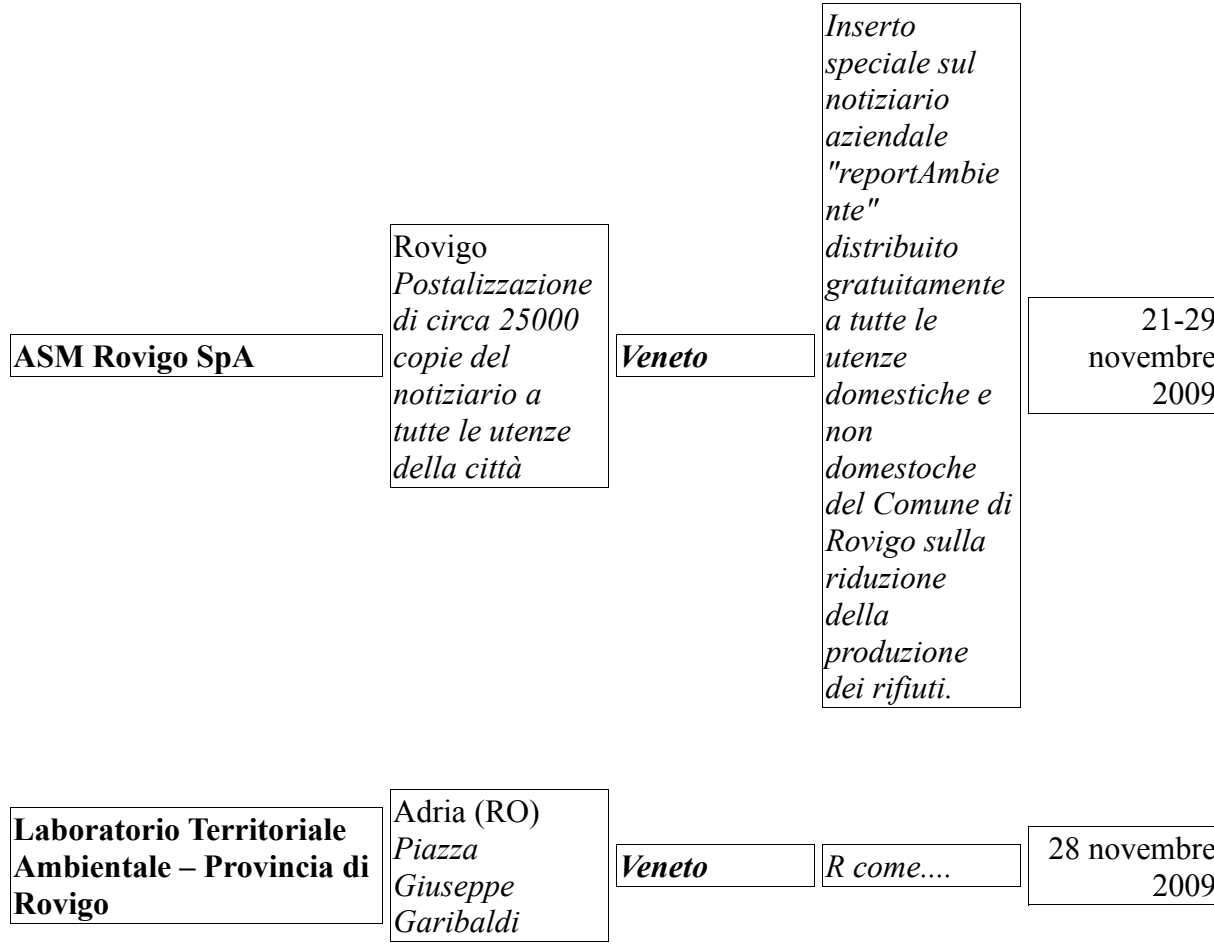 ASM Rovigo SpA
Rovigo
Postalizzazione
di circa 25000
copie del
notiziario a
tutte le utenze
della città
Veneto
Inserto
speciale sul
notiziario
aziendale
"reportAmbie
nte"
distribuito
gratuitamente
a tutte le
utenze
domestiche e
non
domestoche
del Comune di
Rovigo sulla
riduzione
della
produzione
dei rifiuti.
21-29
novembre
2009
Laboratorio Territoriale
Ambientale – Provincia di
Rovigo
Adria (RO)
Piazza
Giuseppe
Garibaldi
Veneto
R come....
28 novembre
2009